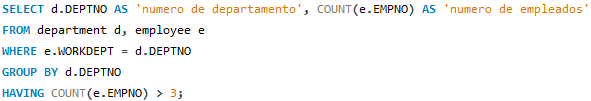 SELECT d.DEPTNO AS 'numero de departamento', COUNT(e.EMPNO) AS 'numero de empleados'
FROM department d, employee e
WHERE e.WORKDEPT = d.DEPTNO
GROUP BY d.DEPTNO
HAVING COUNT(e.EMPNO) > 3;